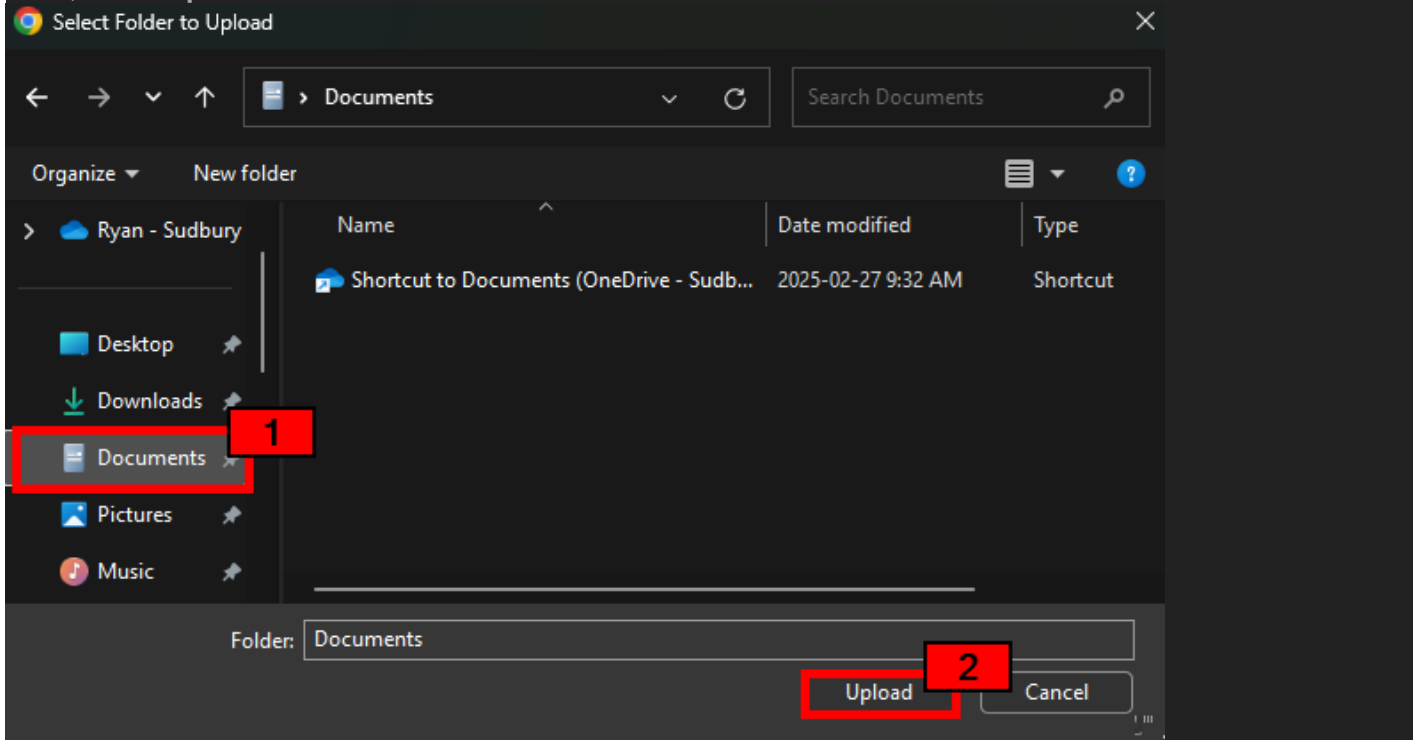 Select Folder to Upload
Documents
Search Documents
Organize
New folder
Ryan - Sudbury
Name
Date modified
Type
Shortcut to Documents (OneDrive - Sudb... 2025-02-27 9:32 AM Shortcut
Desktop
Downloads
1
Documents
Pictures
Music
Folder: Documents
2
Upload
Cancel